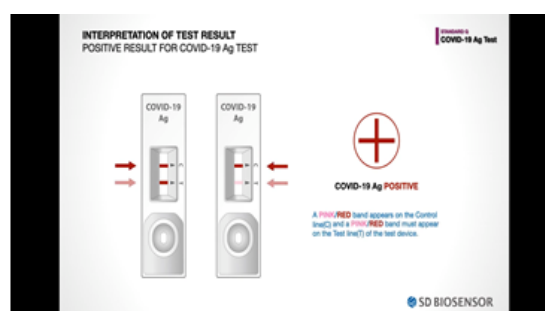 INTERPRETATION OF TEST RESULT
POSITIVE RESULT FOR COVID-19 Ag TEST
STANDARD Q
COVID-19 Ag Test
COVID-19
Ag
C
T
COVID-19
Ag
C
T
COVID-19 Ag POSITIVE
A PINK/RED band appears on the Control
line(C) and a PINK/RED band must appear
on the Test line(T) of the test device.
SD BIOSENSOR